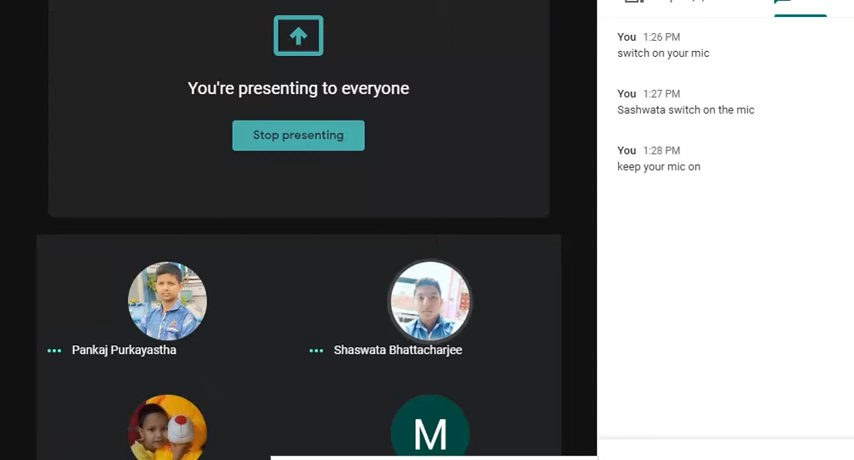 You're presenting to everyone
Stop presenting
Pankaj Purkayastha
Shaswata Bhattacharjee
M
You 1:26 PM
switch on your mic
You 1:27 PM
Sashwata switch on the mic
You 1:28 PM
keep your mic on